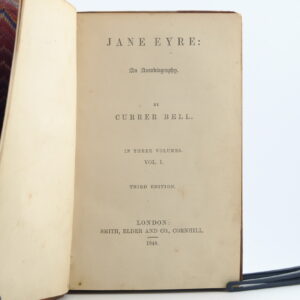 JANE EYRE:
An Autobiography.
BY
CURRER BELL.
IN THREE VOLUMES.
VOL. I.
THIRD EDITION.
LONDON:
SMITH, ELDER AND CO., CORNHILL.
1848.